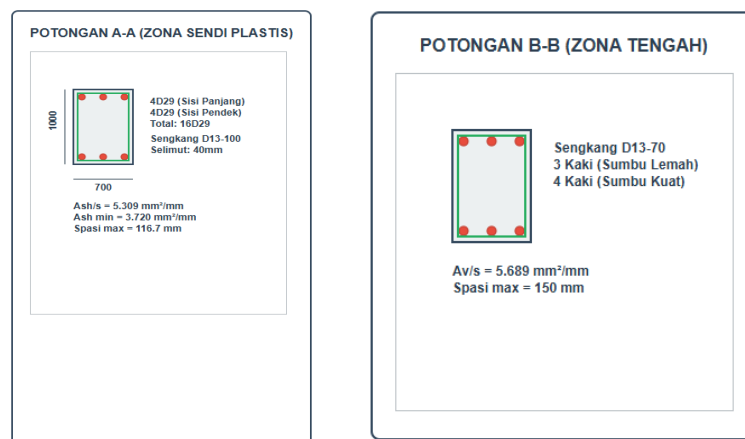 POTONGAN A-A (ZONA SENDI PLASTIS)
1000
700
4D29 (Sisi Panjang)
4D29 (Sisi Pendek)
Total: 16D29
Sengkang D13-100
Selimut: 40mm
Ash/s = 5.309 mm²/mm
Ash min = 3.720 mm²/mm
Spasi max = 116.7 mm
POTONGAN B-B (ZONA TENGAH)
Sengkang D13-70
3 Kaki (Sumbu Lemah)
4 Kaki (Sumbu Kuat)
Av/s = 5.689 mm²/mm
Spasi max = 150 mm